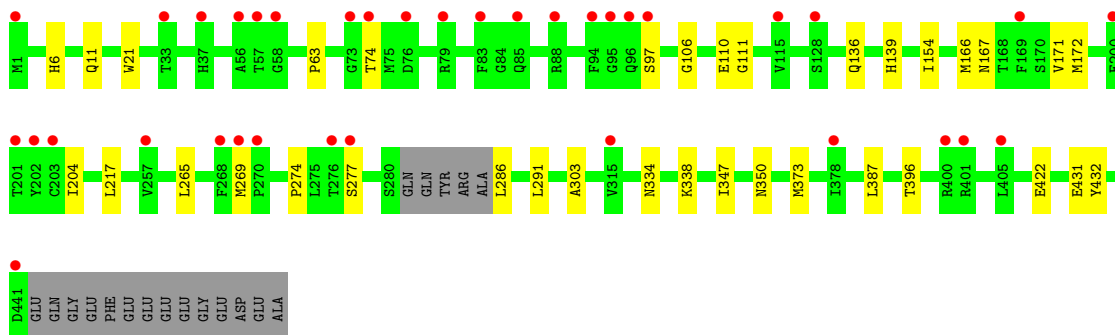 M1 H6 Q11 W21 T33 H37 A56 T57 G58 P63 G73 T74 M75 D76 R79 F83 G84 Q85 R88 F94 G95 Q96 S97 G106 E110 G111 V115 S128 Q136 H139 I154 M166 N167 T168 F169 S170 V171 M172
T201 Y202 C203 I204 L217 V257 L265 F268 M269 P270 P274 L275 T276 S277 S280 GLN GLN TYR ARG ALA L286 L291 A303 V315 N334 K338 I347 N350 M373 I378 L387 T396 R400 R401 L405 E422 E431 Y432
D441 GLU GLN GLY GLU PHE GLU GLU GLU GLU GLY GLU ASP GLU ALA